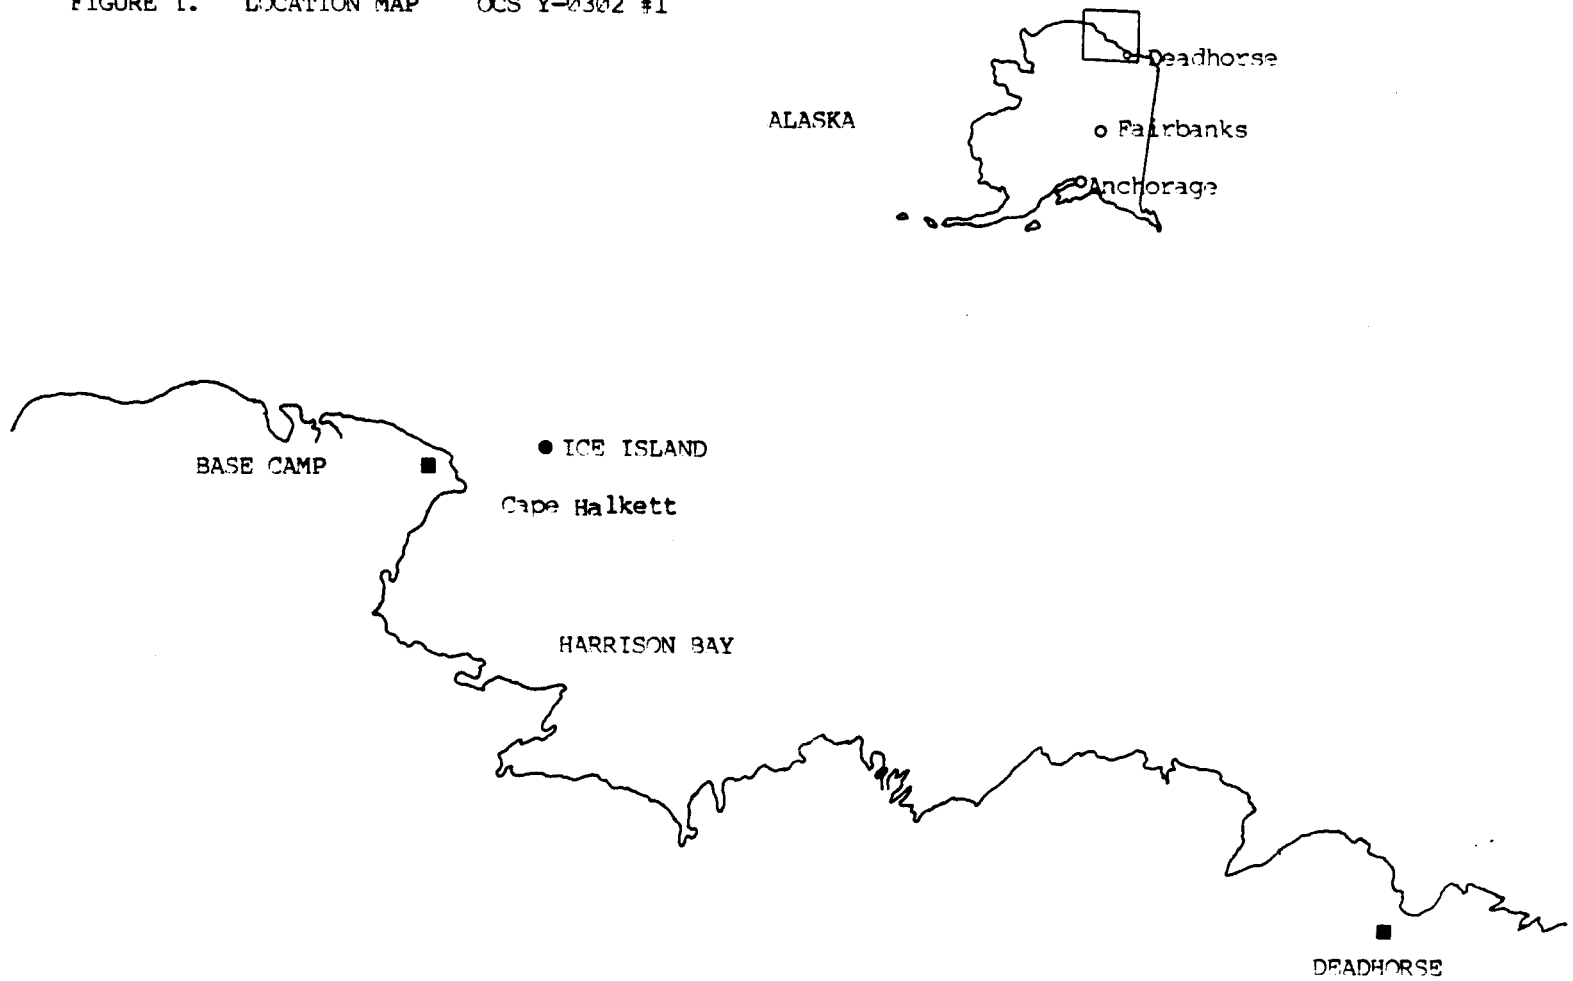 FIGURE 1. LOCATION MAP OCS Y-0302 #1
Deadhorse
ALASKA
Fairbanks
Anchorage
ICE ISLAND
BASE CAMP
Cape Halkett
HARRISON BAY
DEADHORSE